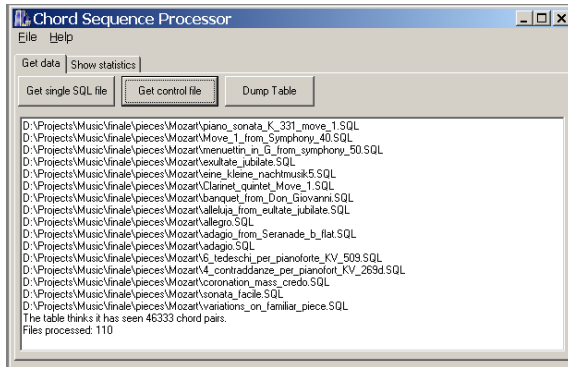 Chord Sequence Processor
File Help
Get data Show statistics
Get single SQL file Get control file Dump Table
D:\Projects\Music\finale\pieces\Mozart\piano_sonata_K_331_move_1.SQL
D:\Projects\Music\finale\pieces\Mozart\Move_1_from_Symphony_40.SQL
D:\Projects\Music\finale\pieces\Mozart\menuettin_in_G_from_symphony_50.SQL
D:\Projects\Music\finale\pieces\Mozart\exultate_jubilate.SQL
D:\Projects\Music\finale\pieces\Mozart\eine_kleine_nachtmusik5.SQL
D:\Projects\Music\finale\pieces\Mozart\Clarinet_quintet_Move_1.SQL
D:\Projects\Music\finale\pieces\Mozart\banquet_from_Don_Giovanni.SQL
D:\Projects\Music\finale\pieces\Mozart\alleluja_from_eultate_jubilate.SQL
D:\Projects\Music\finale\pieces\Mozart\allegro.SQL
D:\Projects\Music\finale\pieces\Mozart\adagio_from_Seranade_b_flat.SQL
D:\Projects\Music\finale\pieces\Mozart\adagio.SQL
D:\Projects\Music\finale\pieces\Mozart\6_tedeschi_per_pianoforte_KV_509.SQL
D:\Projects\Music\finale\pieces\Mozart\4_contraddanze_per_pianofort_KV_269d.SQL
D:\Projects\Music\finale\pieces\Mozart\coronation_mass_credo.SQL
D:\Projects\Music\finale\pieces\Mozart\sonata_facile.SQL
D:\Projects\Music\finale\pieces\Mozart\variations_on_familiar_piece.SQL
The table thinks it has seen 46333 chord pairs.
Files processed: 110